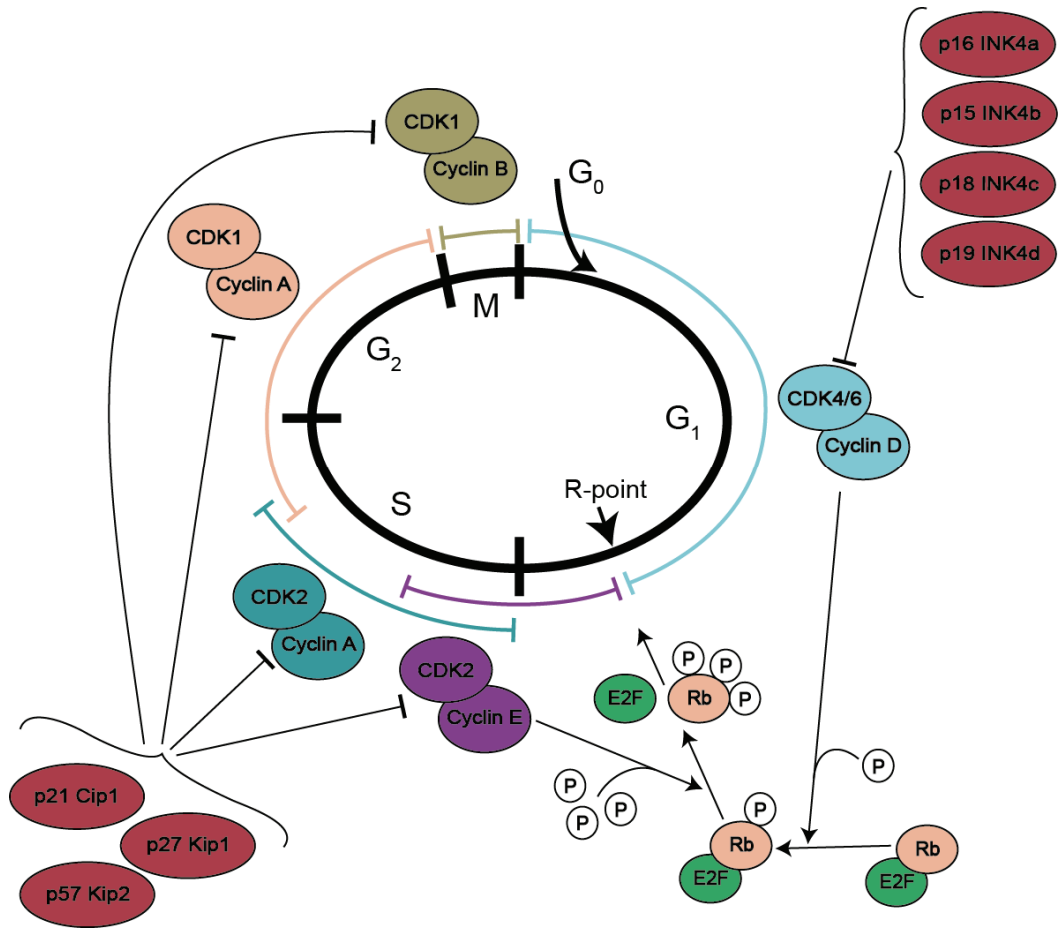 p16 INK4a
p15 INK4b
p18 INK4c
p19 INK4d
CDK1
Cyclin B
G0
CDK1
Cyclin A
M
G2
CDK4/6
Cyclin D
G1
R-point
S
CDK2
Cyclin A
CDK2
Cyclin E
P
P
P
E2F
Rb
P
P
P
P
P
Rb
E2F
Rb
E2F
p21 Cip1
p27 Kip1
p57 Kip2